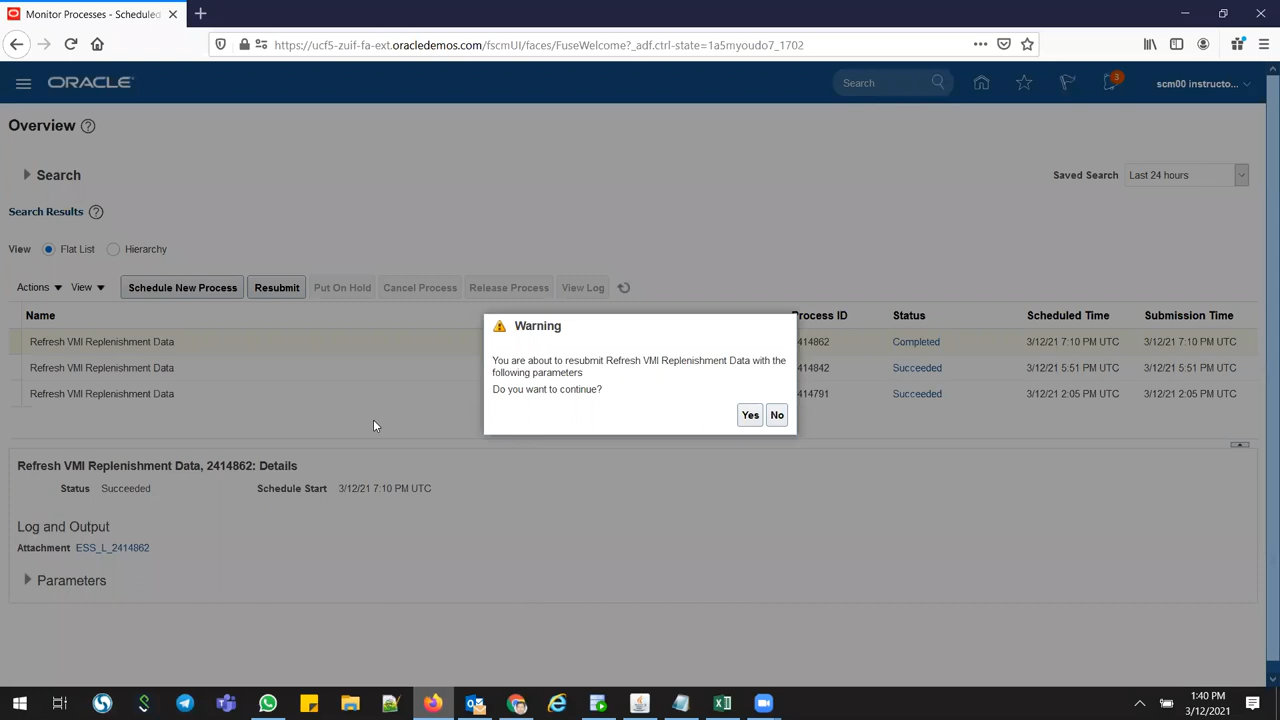 Monitor Processes - Scheduled
https://ucf5-zuif-fa-ext.oracledemos.com/fscmUI/faces/FuseWelcome?_adf.ctrl-state=1a5myoudo7_1702
ORACLE
Search
3
scm00 instructo...
Overview
Search
Saved Search Last 24 hours
Search Results
View Flat List Hierarchy
Actions View Schedule New Process Resubmit Put On Hold Cancel Process Release Process View Log
Name Process ID Status Scheduled Time Submission Time
Refresh VMI Replenishment Data 414862 Completed 3/12/21 7:10 PM UTC 3/12/21 7:10 PM UTC
Refresh VMI Replenishment Data 414842 Succeeded 3/12/21 5:51 PM UTC 3/12/21 5:51 PM UTC
Refresh VMI Replenishment Data 414791 Succeeded 3/12/21 2:05 PM UTC 3/12/21 2:05 PM UTC
Warning
You are about to resubmit Refresh VMI Replenishment Data with the
following parameters
Do you want to continue?
Yes No
Refresh VMI Replenishment Data, 2414862: Details
Status Succeeded Schedule Start 3/12/21 7:10 PM UTC
Log and Output
Attachment ESS_L_2414862
Parameters
1:40 PM
3/12/2021